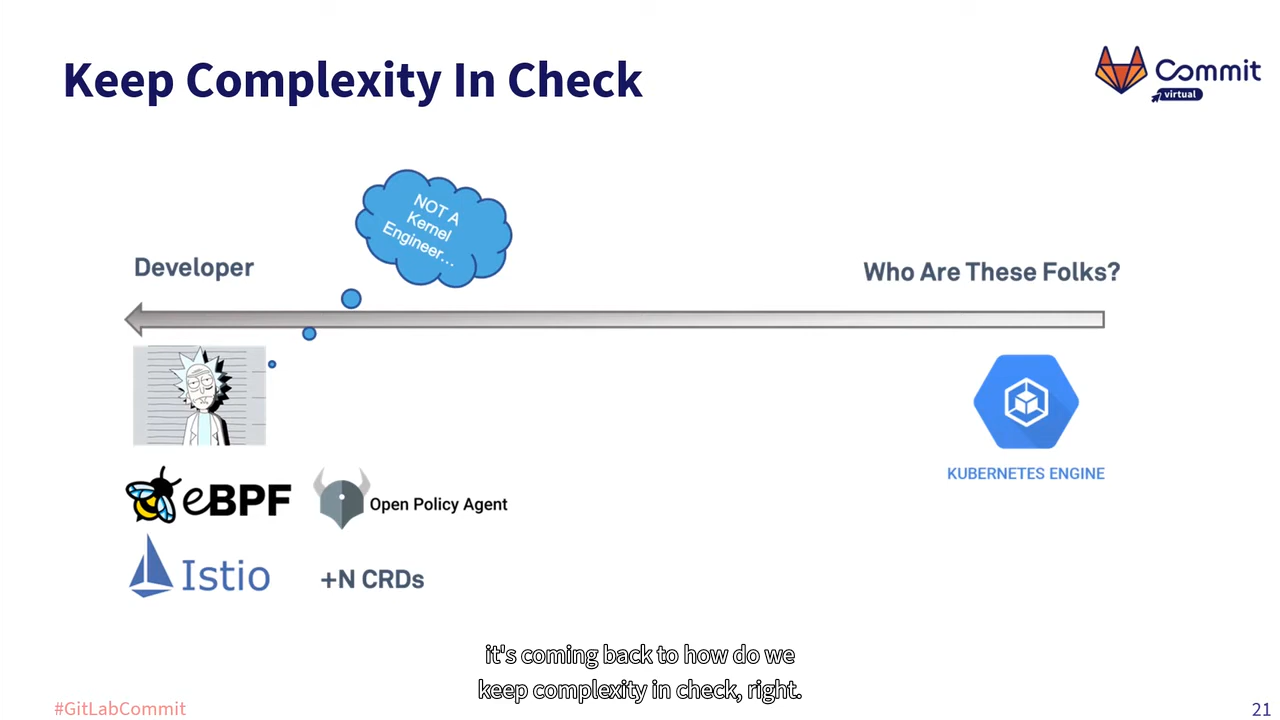 Keep Complexity In Check
Commit
virtual
NOT A
Kernel
Engineer...
Developer
Who Are These Folks?
KUBERNETES ENGINE
eBPF
Open Policy Agent
Istio
+N CRDs
it's coming back to how do we
keep complexity in check, right.
#GitLabCommit
21